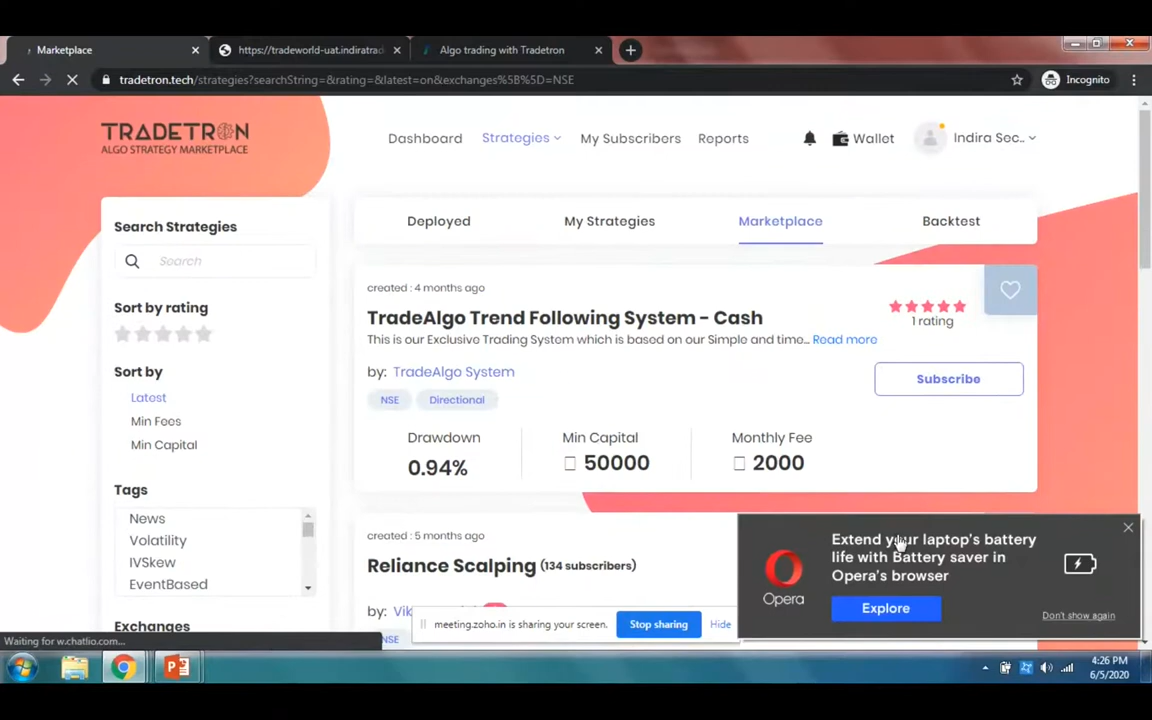 Marketplace
https://tradeworld-uat.indiratrad
Algo trading with Tradetron
tradetron.tech/strategies?searchString=&rating=&latest=on&exchanges%5B%5D=NSE
Incognito
TRADETRON
ALGO STRATEGY MARKETPLACE
Dashboard
Strategies
My Subscribers
Reports
Wallet
Indira Sec..
Search Strategies
Search
Sort by rating
Sort by
Latest
Min Fees
Min Capital
Tags
News
Volatility
IVSkew
EventBased
Exchanges
Deployed
My Strategies
Marketplace
Backtest
created : 4 months ago
TradeAlgo Trend Following System - Cash
This is our Exclusive Trading System which is based on our Simple and time... Read more
1 rating
by: TradeAlgo System
Subscribe
NSE
Directional
Drawdown
0.94%
Min Capital
50000
Monthly Fee
2000
created : 5 months ago
Reliance Scalping (134 subscribers)
by: Vik
NSE
Extend your laptop's battery
life with Battery saver in
Opera's browser
Opera
Explore
Don't show again
meeting.zoho.in is sharing your screen.
Stop sharing
Hide
Waiting for w.chatlio.com...
4:26 PM
6/5/2020